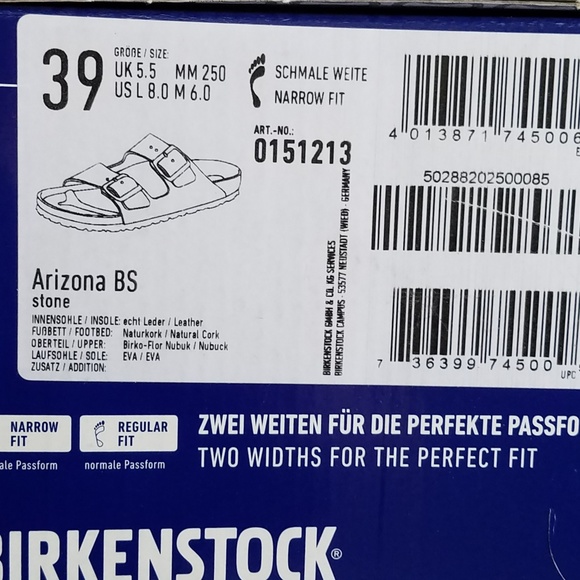 39
GRÖßE / SIZE:
UK 5.5 MM 250
US L 8.0 M 6.0
SCHMALE WEITE
NARROW FIT
ART.-NO.:
0151213
4 013871 745006
50288202500085
BIRKENSTOCK GMBH & CO. KG SERVICES
BIRKENSTOCK CAMPUS · 53577 NEUSTADT (WIED) · GERMANY
Arizona BS
stone
INNENSOHLE / INSOLE: echt Leder / Leather
FUßBETT / FOOTBED: Naturkork / Natural Cork
OBERTEIL / UPPER: Birko-Flor Nubuk / Nubuck
LAUFSOHLE / SOLE: EVA / EVA
ZUSATZ / ADDITION:
7 36399 74500
UPC
NARROW FIT
ale Passform
REGULAR FIT
normale Passform
ZWEI WEITEN FÜR DIE PERFEKTE PASSFO
TWO WIDTHS FOR THE PERFECT FIT
BIRKENSTOCK®